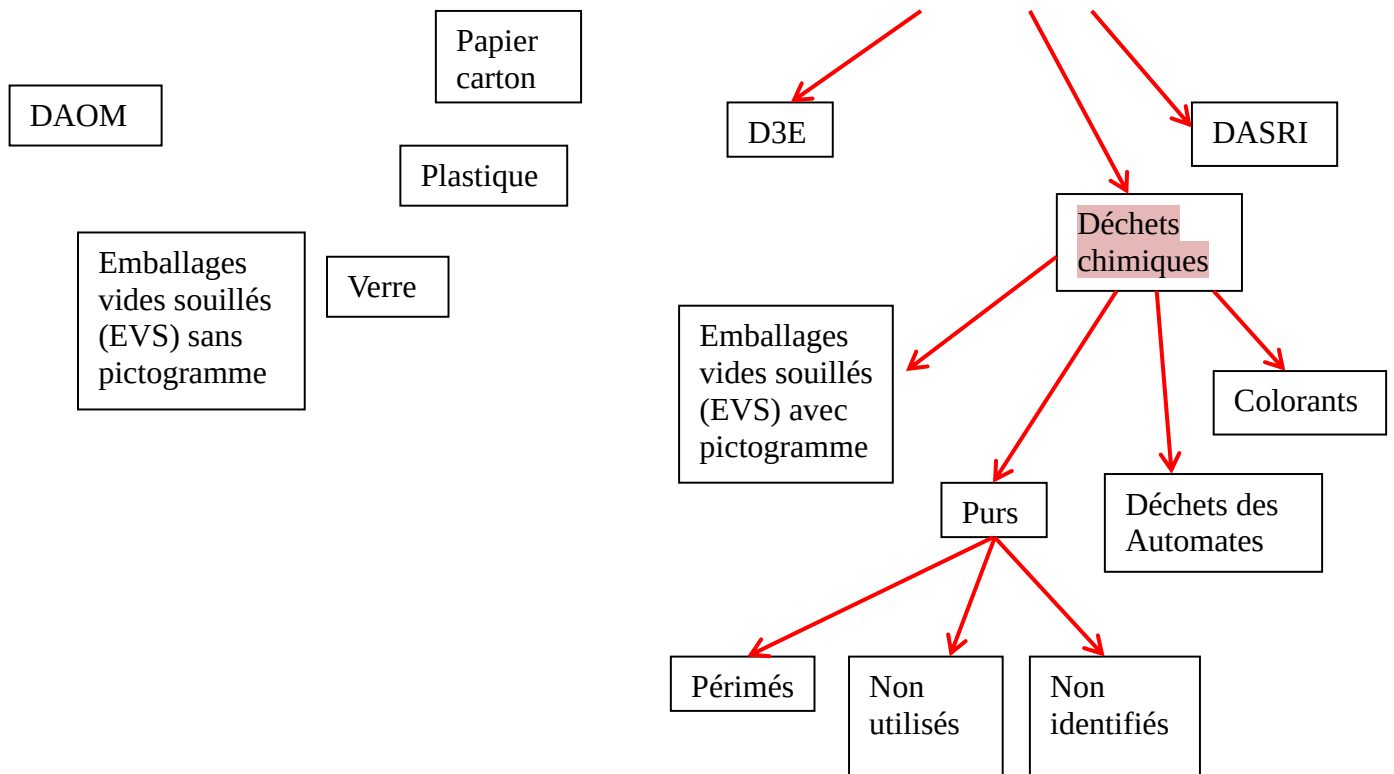 Papier
carton
DAOM
D3E
DASRI
Plastique
Déchets
chimiques
Emballages
vides souillés
(EVS) sans
pictogramme
Verre
Emballages
vides souillés
(EVS) avec
pictogramme
Colorants
Purs
Déchets des
Automates
Périmés
Non
utilisés
Non
identifiés